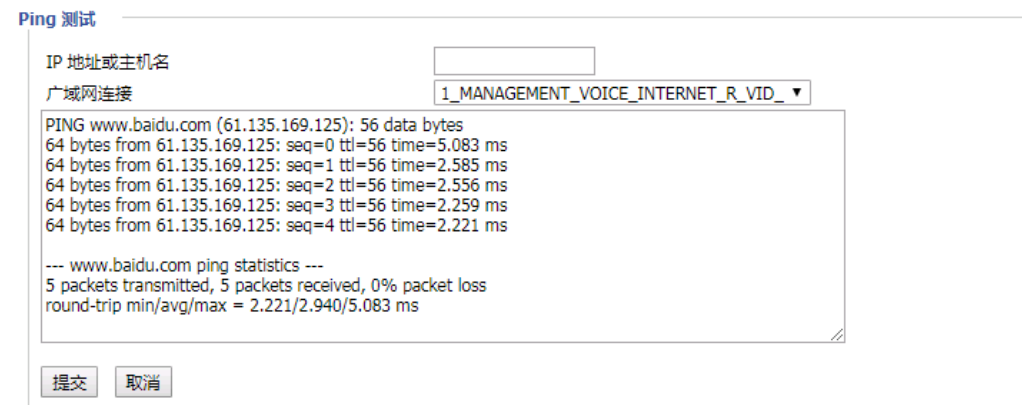 Ping 测试
IP 地址或主机名
广域网连接 1_MANAGEMENT_VOICE_INTERNET_R_VID_
PING www.baidu.com (61.135.169.125): 56 data bytes
64 bytes from 61.135.169.125: seq=0 ttl=56 time=5.083 ms
64 bytes from 61.135.169.125: seq=1 ttl=56 time=2.585 ms
64 bytes from 61.135.169.125: seq=2 ttl=56 time=2.556 ms
64 bytes from 61.135.169.125: seq=3 ttl=56 time=2.259 ms
64 bytes from 61.135.169.125: seq=4 ttl=56 time=2.221 ms
--- www.baidu.com ping statistics ---
5 packets transmitted, 5 packets received, 0% packet loss
round-trip min/avg/max = 2.221/2.940/5.083 ms
提交 取消